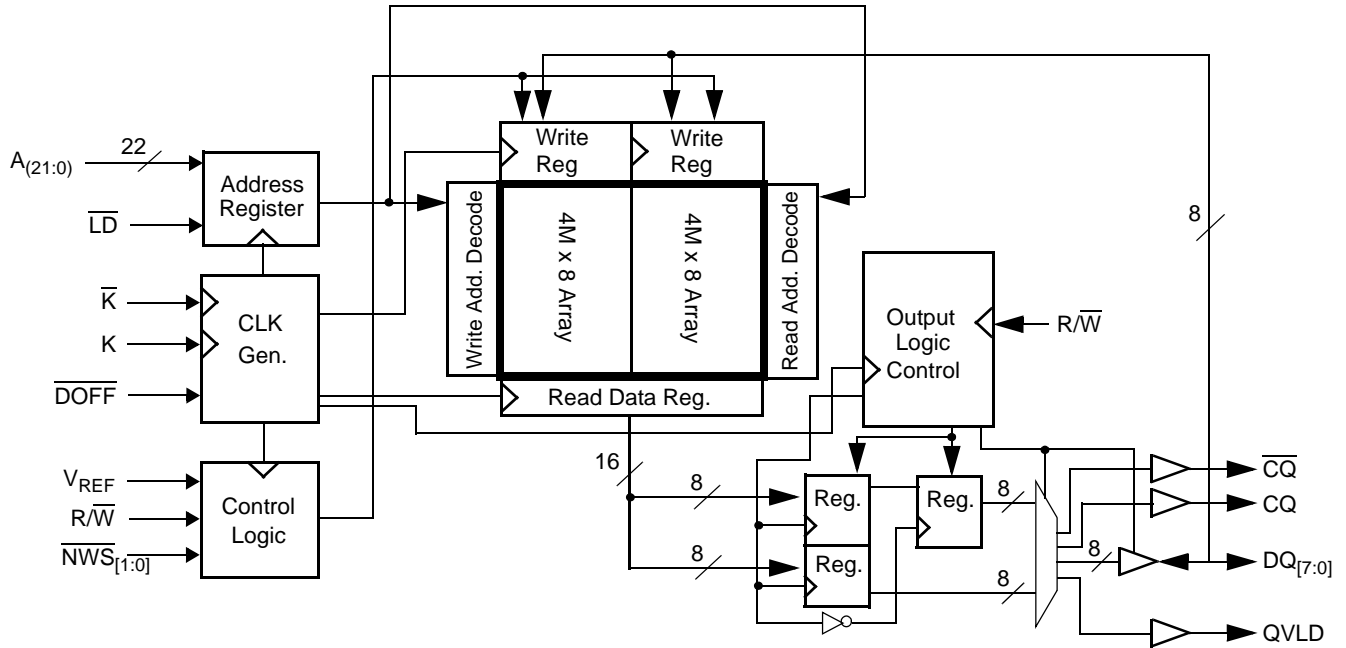 A(21:0)
22
LD
Address
Register
K
K
DOFF
CLK
Gen.
VREF
R/W
NWS[1:0]
Control
Logic
Write
Reg
Write
Reg
Write Add. Decode
4M x 8 Array
4M x 8 Array
Read Add. Decode
Read Data Reg.
16
8
8
Output
Logic
Control
R/W
8
Reg.
Reg.
Reg.
8
8
8
CQ
CQ
DQ[7:0]
QVLD